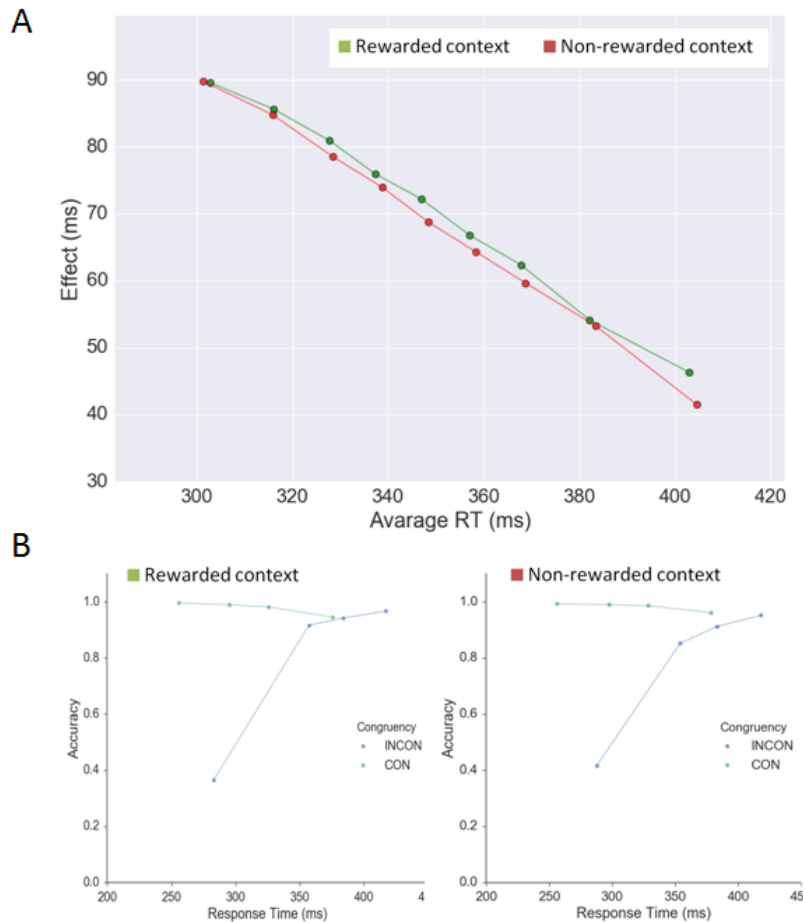 A
Rewarded context Non-rewarded context
90
80
70
60
50
40
30
Effect (ms)
300 320 340 360 380 400 420
Avarage RT (ms)
B
Rewarded context
1.0
0.8
0.6
0.4
0.2
0.0
Accuracy
Congruency
INCON
CON
200 250 300 350 400 4
Response Time (ms)
Non-rewarded context
1.0
0.8
0.6
0.4
0.2
0.0
Accuracy
Congruency
INCON
CON
200 250 300 350 400 45
Response Time (ms)